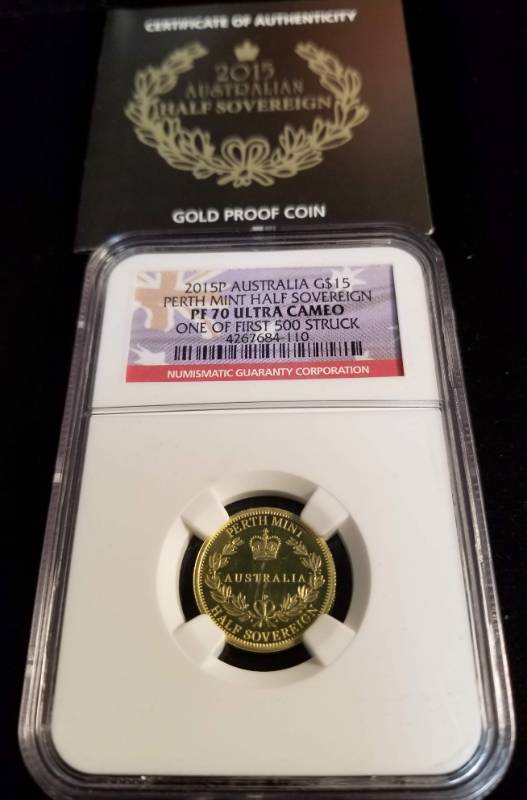 CERTIFICATE OF AUTHENTICITY
2015
AUSTRALIAN
HALF SOVEREIGN
GOLD PROOF COIN
2015P AUSTRALIA G$15
PERTH MINT HALF SOVEREIGN
PF 70 ULTRA CAMEO
ONE OF FIRST 500 STRUCK
4267684-110
NUMISMATIC GUARANTY CORPORATION
PERTH MINT
AUSTRALIA
HALF SOVEREIGN